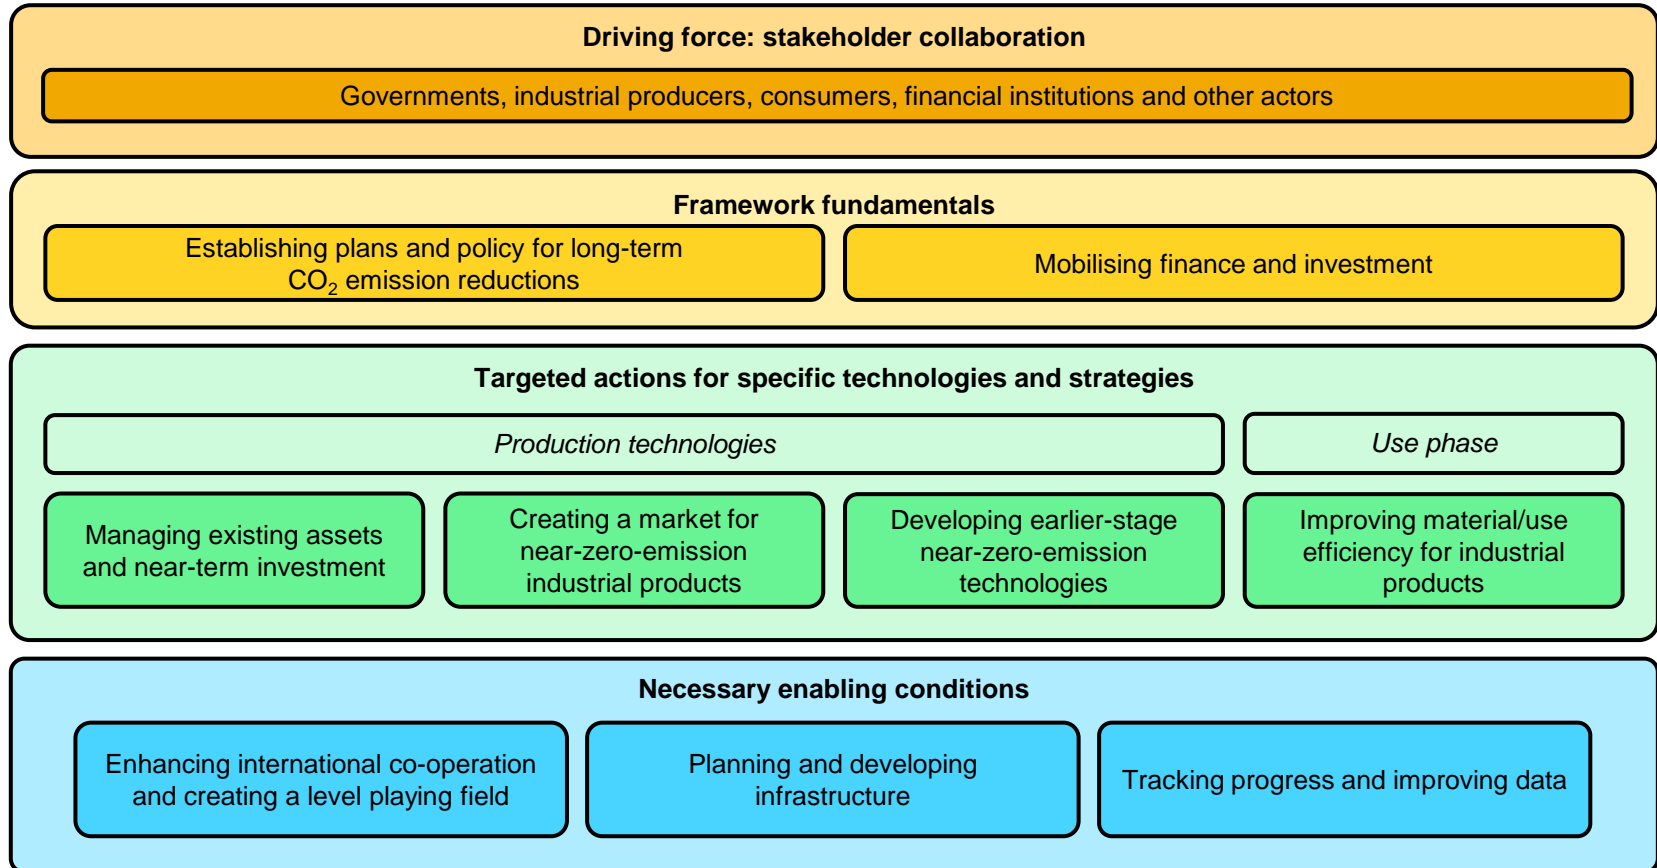 Driving force: stakeholder collaboration
Governments, industrial producers, consumers, financial institutions and other actors
Framework fundamentals
Establishing plans and policy for long-term
CO₂ emission reductions
Mobilising finance and investment
Targeted actions for specific technologies and strategies
Production technologies
Use phase
Managing existing assets
and near-term investment
Creating a market for
near-zero-emission
industrial products
Developing earlier-stage
near-zero-emission
technologies
Improving material/use
efficiency for industrial
products
Necessary enabling conditions
Enhancing international co-operation
and creating a level playing field
Planning and developing
infrastructure
Tracking progress and improving data